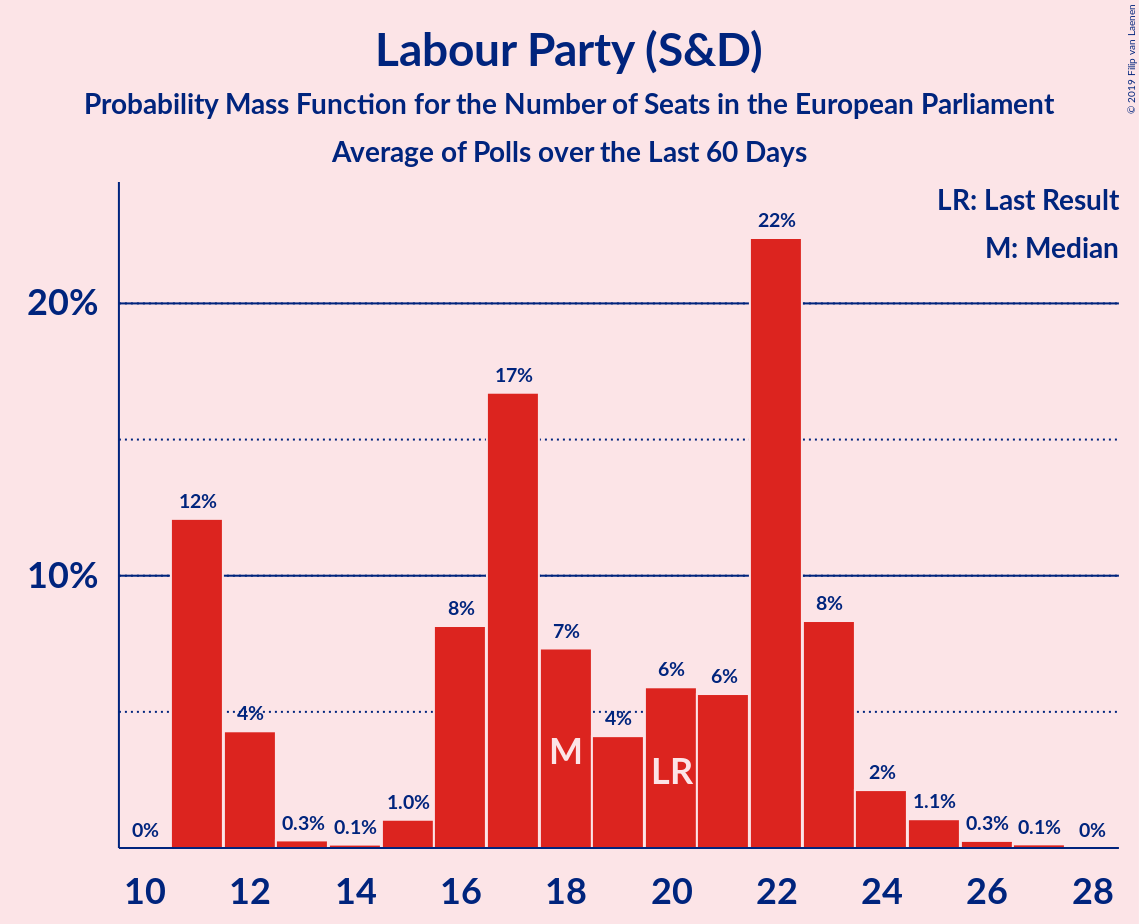 Labour Party (S&D)
Probability Mass Function for the Number of Seats in the European Parliament
Average of Polls over the Last 60 Days
© 2019 Filip van Laenen
LR: Last Result
M: Median
20%
10%
0%
12%
4%
0.3%
0.1%
1.0%
8%
17%
7%
4%
6%
6%
22%
8%
2%
1.1%
0.3%
0.1%
0%
M
LR
10 12 14 16 18 20 22 24 26 28